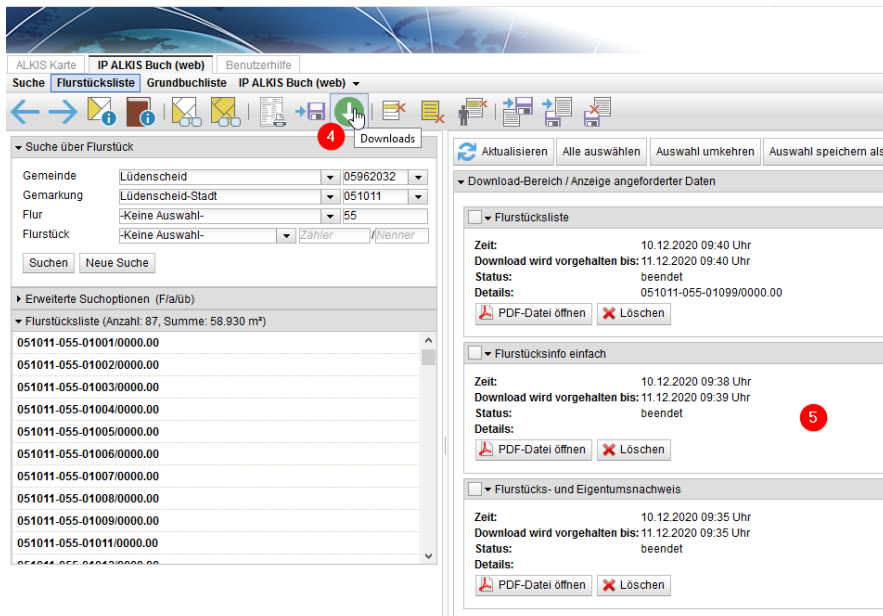 ALKIS Karte IP ALKIS Buch (web) Benutzerhilfe
Suche Flurstücksliste Grundbuchliste IP ALKIS Buch (web)
4
Downloads
Suche über Flurstück
Gemeinde Lüdenscheid 05962032
Gemarkung Lüdenscheid-Stadt 051011
Flur -Keine Auswahl- 55
Flurstück -Keine Auswahl- Zähler / Nenner
Suchen Neue Suche
Erweiterte Suchoptionen (F/a/üb)
Flurstücksliste (Anzahl: 87, Summe: 58.930 m²)
051011-055-01001/0000.00
051011-055-01002/0000.00
051011-055-01003/0000.00
051011-055-01004/0000.00
051011-055-01005/0000.00
051011-055-01006/0000.00
051011-055-01007/0000.00
051011-055-01008/0000.00
051011-055-01009/0000.00
051011-055-01011/0000.00
Aktualisieren Alle auswählen Auswahl umkehren Auswahl speichern als
Download-Bereich / Anzeige angeforderter Daten
Flurstücksliste
Zeit: 10.12.2020 09:40 Uhr
Download wird vorgehalten bis: 11.12.2020 09:40 Uhr
Status: beendet
Details: 051011-055-01099/0000.00
PDF-Datei öffnen Löschen
Flurstücksinfo einfach
Zeit: 10.12.2020 09:38 Uhr
Download wird vorgehalten bis: 11.12.2020 09:39 Uhr
Status: beendet
Details:
5
PDF-Datei öffnen Löschen
Flurstücks- und Eigentumsnachweis
Zeit: 10.12.2020 09:35 Uhr
Download wird vorgehalten bis: 11.12.2020 09:35 Uhr
Status: beendet
Details:
PDF-Datei öffnen Löschen